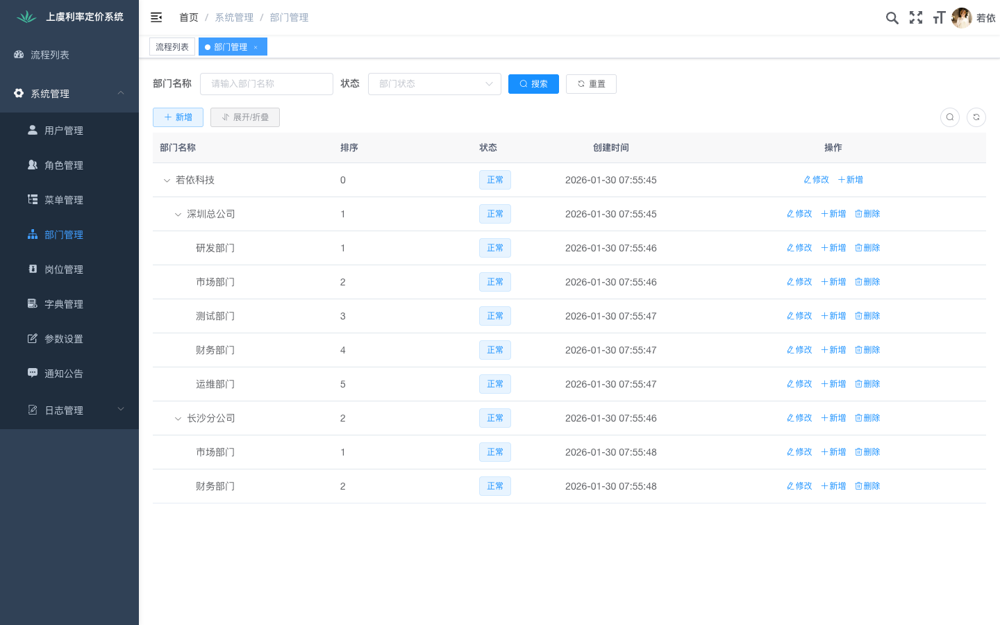 上虞利率定价系统
首页 / 系统管理 / 部门管理
若依
流程列表
系统管理
用户管理
角色管理
菜单管理
部门管理
岗位管理
字典管理
参数设置
通知公告
日志管理
流程列表 部门管理 ×
部门名称 请输入部门名称 状态 部门状态 搜索 重置
新增 展开/折叠
部门名称 排序 状态 创建时间 操作
若依科技 0 正常 2026-01-30 07:55:45 修改 新增
深圳总公司 1 正常 2026-01-30 07:55:45 修改 新增 删除
研发部门 1 正常 2026-01-30 07:55:46 修改 新增 删除
市场部门 2 正常 2026-01-30 07:55:46 修改 新增 删除
测试部门 3 正常 2026-01-30 07:55:47 修改 新增 删除
财务部门 4 正常 2026-01-30 07:55:47 修改 新增 删除
运维部门 5 正常 2026-01-30 07:55:47 修改 新增 删除
长沙分公司 2 正常 2026-01-30 07:55:46 修改 新增 删除
市场部门 1 正常 2026-01-30 07:55:48 修改 新增 删除
财务部门 2 正常 2026-01-30 07:55:48 修改 新增 删除